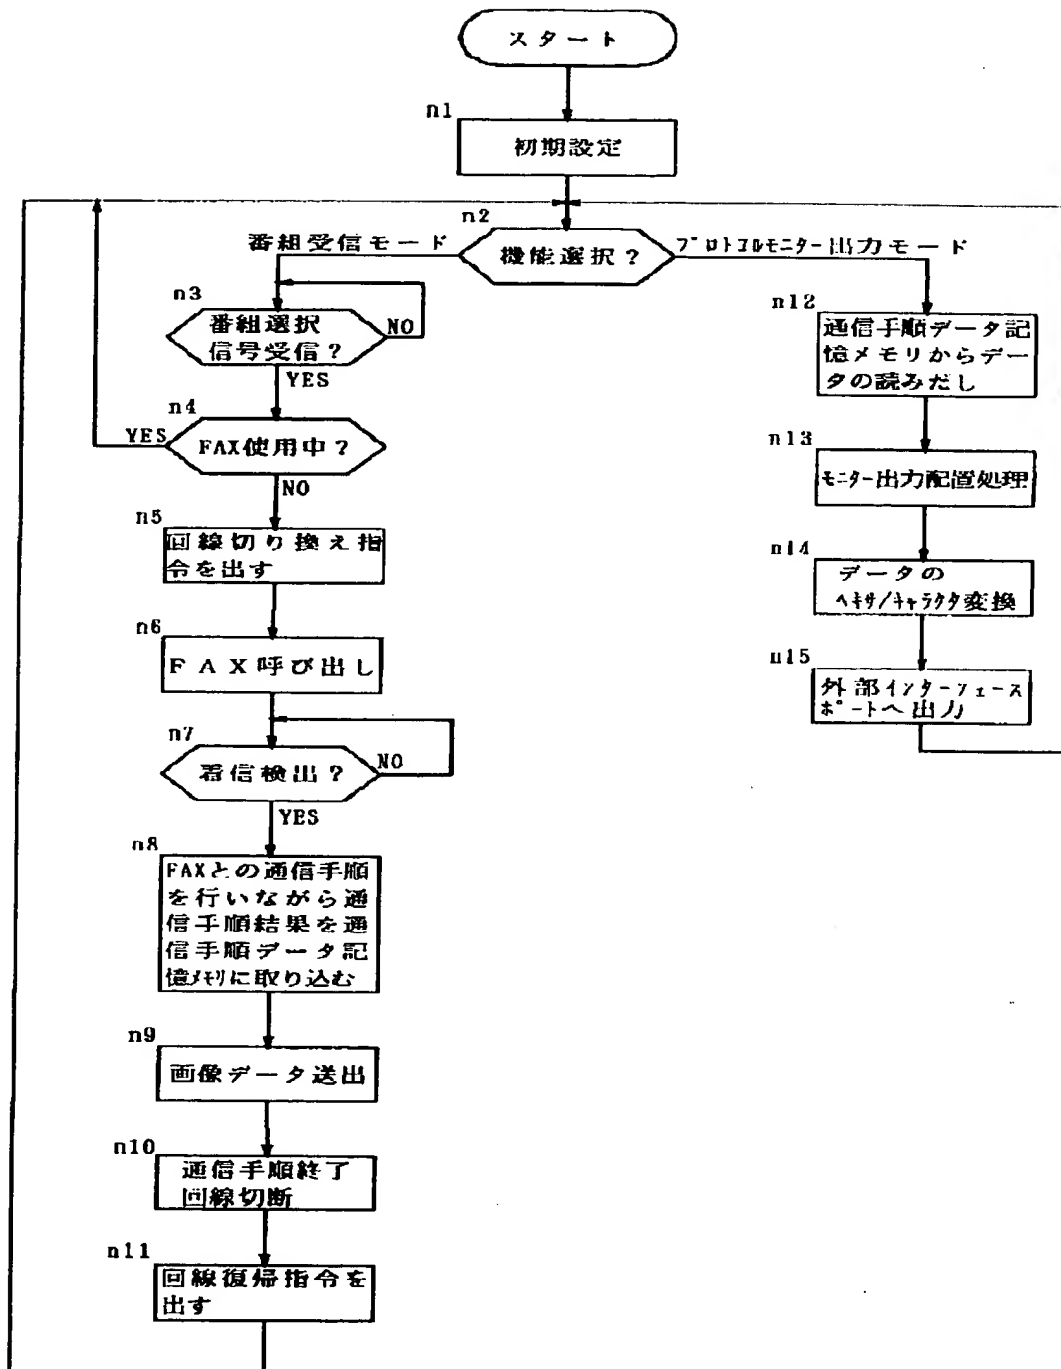 スタート
n1
初期設定
n2
機能選択?
番組受信モード
プロトコルモニター出力モード
n3
番組選択
信号受信?
NO
YES
n4
FAX使用中?
YES
NO
n5
回線切り換え指
令を出す
n6
FAX呼び出し
n7
着信検出?
NO
YES
n8
FAXとの通信手順
を行いながら通
信手順結果を通
信手順データ記
憶メモリに取り込む
n9
画像データ送出
n10
通信手順終了
回線切断
n11
回線復帰指令を
出す
n12
通信手順データ記
憶メモリからデー
タの読みだし
n13
モニター出力配置処理
n14
データの
ヘキサ/キャラクタ変換
n15
外部インターフェース
ポートへ出力